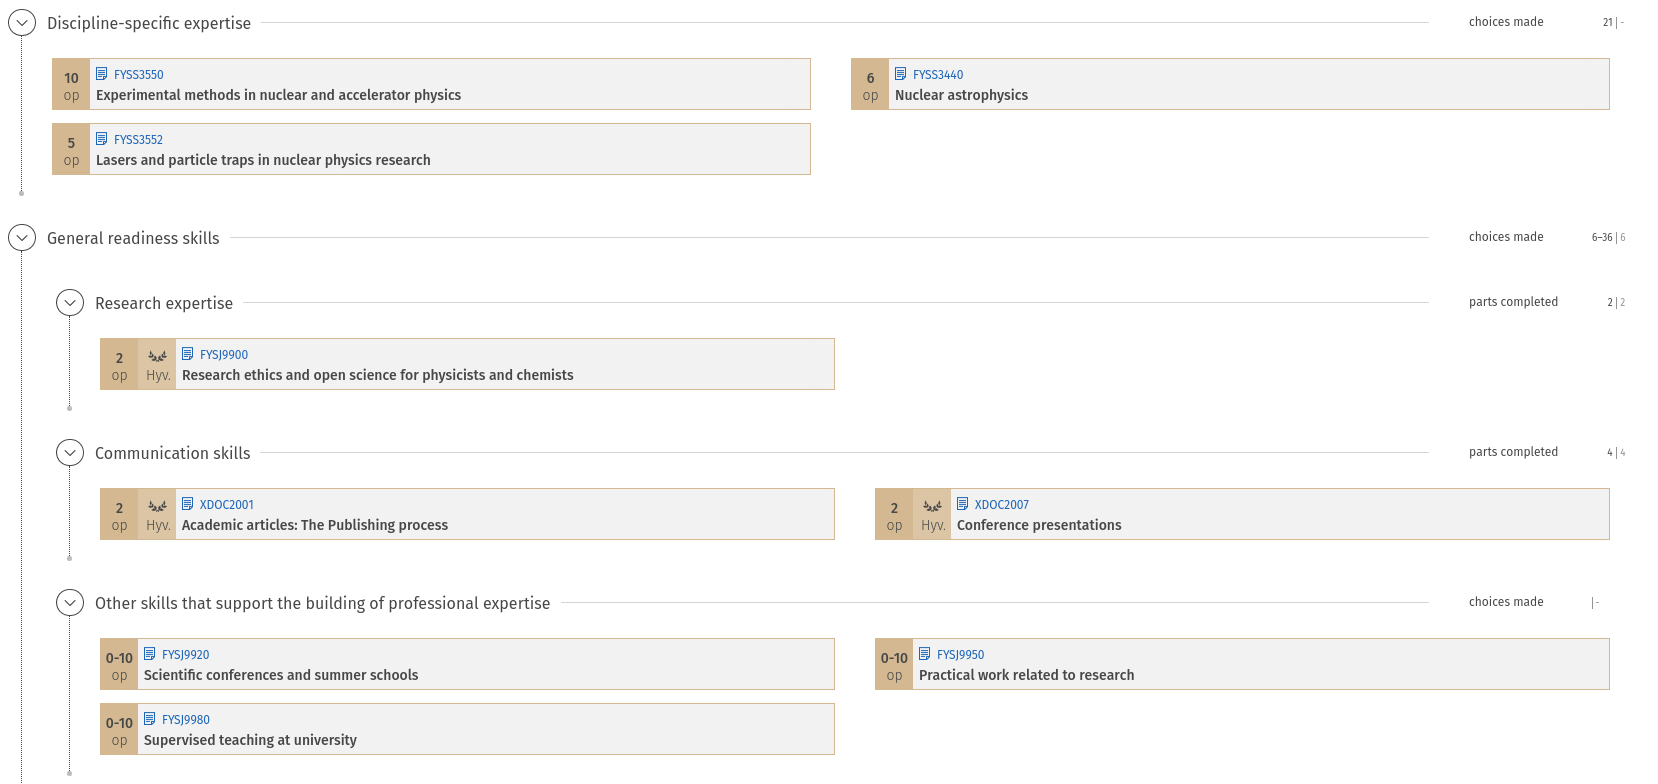 Discipline-specific expertise
choices made 21 | -
10 op
FYSS3550
Experimental methods in nuclear and accelerator physics
6 op
FYSS3440
Nuclear astrophysics
5 op
FYSS3552
Lasers and particle traps in nuclear physics research
General readiness skills
choices made 6–36 | 6
Research expertise
parts completed 2 | 2
2 op
Hyv.
FYSJ9900
Research ethics and open science for physicists and chemists
Communication skills
parts completed 4 | 4
2 op
Hyv.
XDOC2001
Academic articles: The Publishing process
2 op
Hyv.
XDOC2007
Conference presentations
Other skills that support the building of professional expertise
choices made | -
0-10 op
FYSJ9920
Scientific conferences and summer schools
0-10 op
FYSJ9950
Practical work related to research
0-10 op
FYSJ9980
Supervised teaching at university